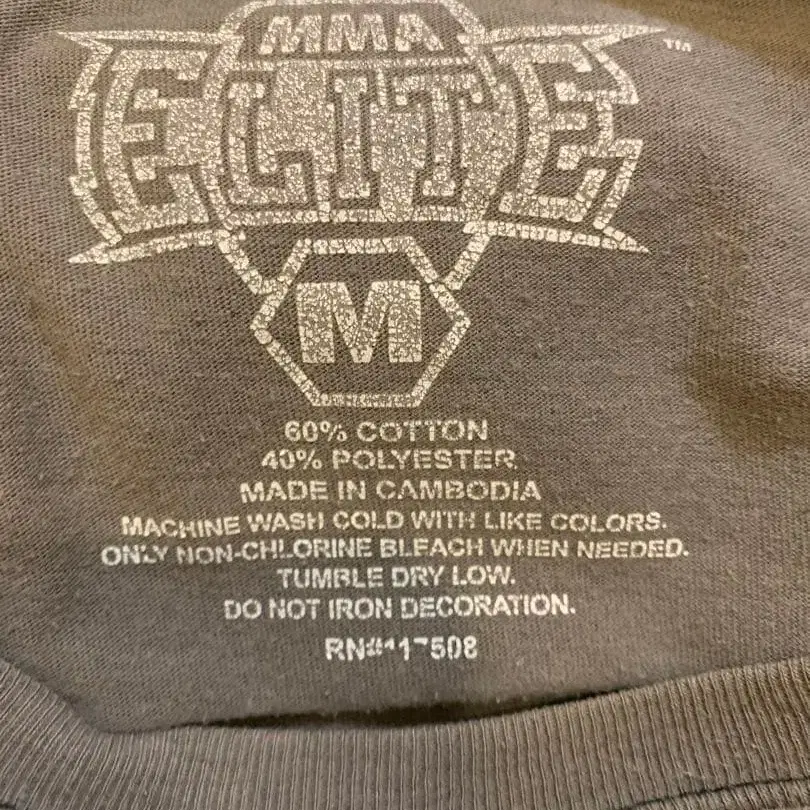 MMA
ELITE ™
M
60% COTTON
40% POLYESTER
MADE IN CAMBODIA
MACHINE WASH COLD WITH LIKE COLORS.
ONLY NON-CHLORINE BLEACH WHEN NEEDED.
TUMBLE DRY LOW.
DO NOT IRON DECORATION.
RN#117508